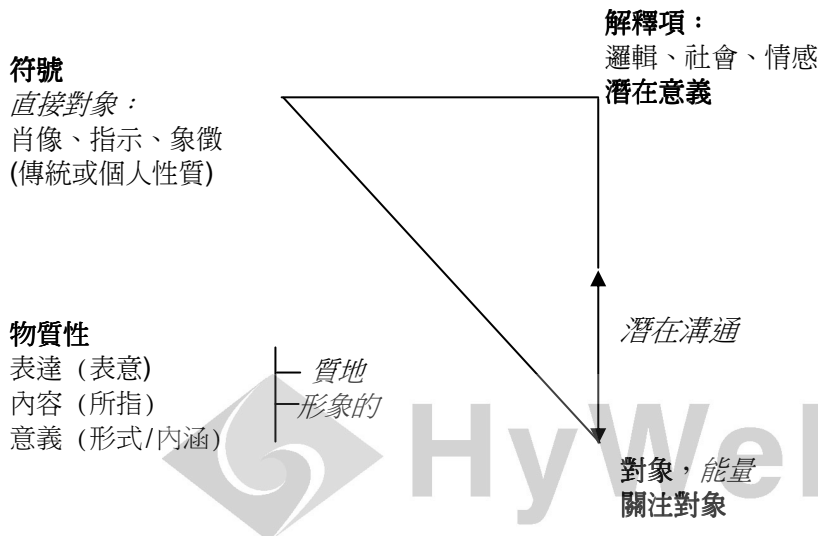 解釋項：
邏輯、社會、情感
潛在意義
符號
直接對象：
肖像、指示、象徵
(傳統或個人性質)
物質性
表達（表意)
內容（所指）
意義（形式/內涵）
質地
形象的
潛在溝通
對象，能量
關注對象
HyWel